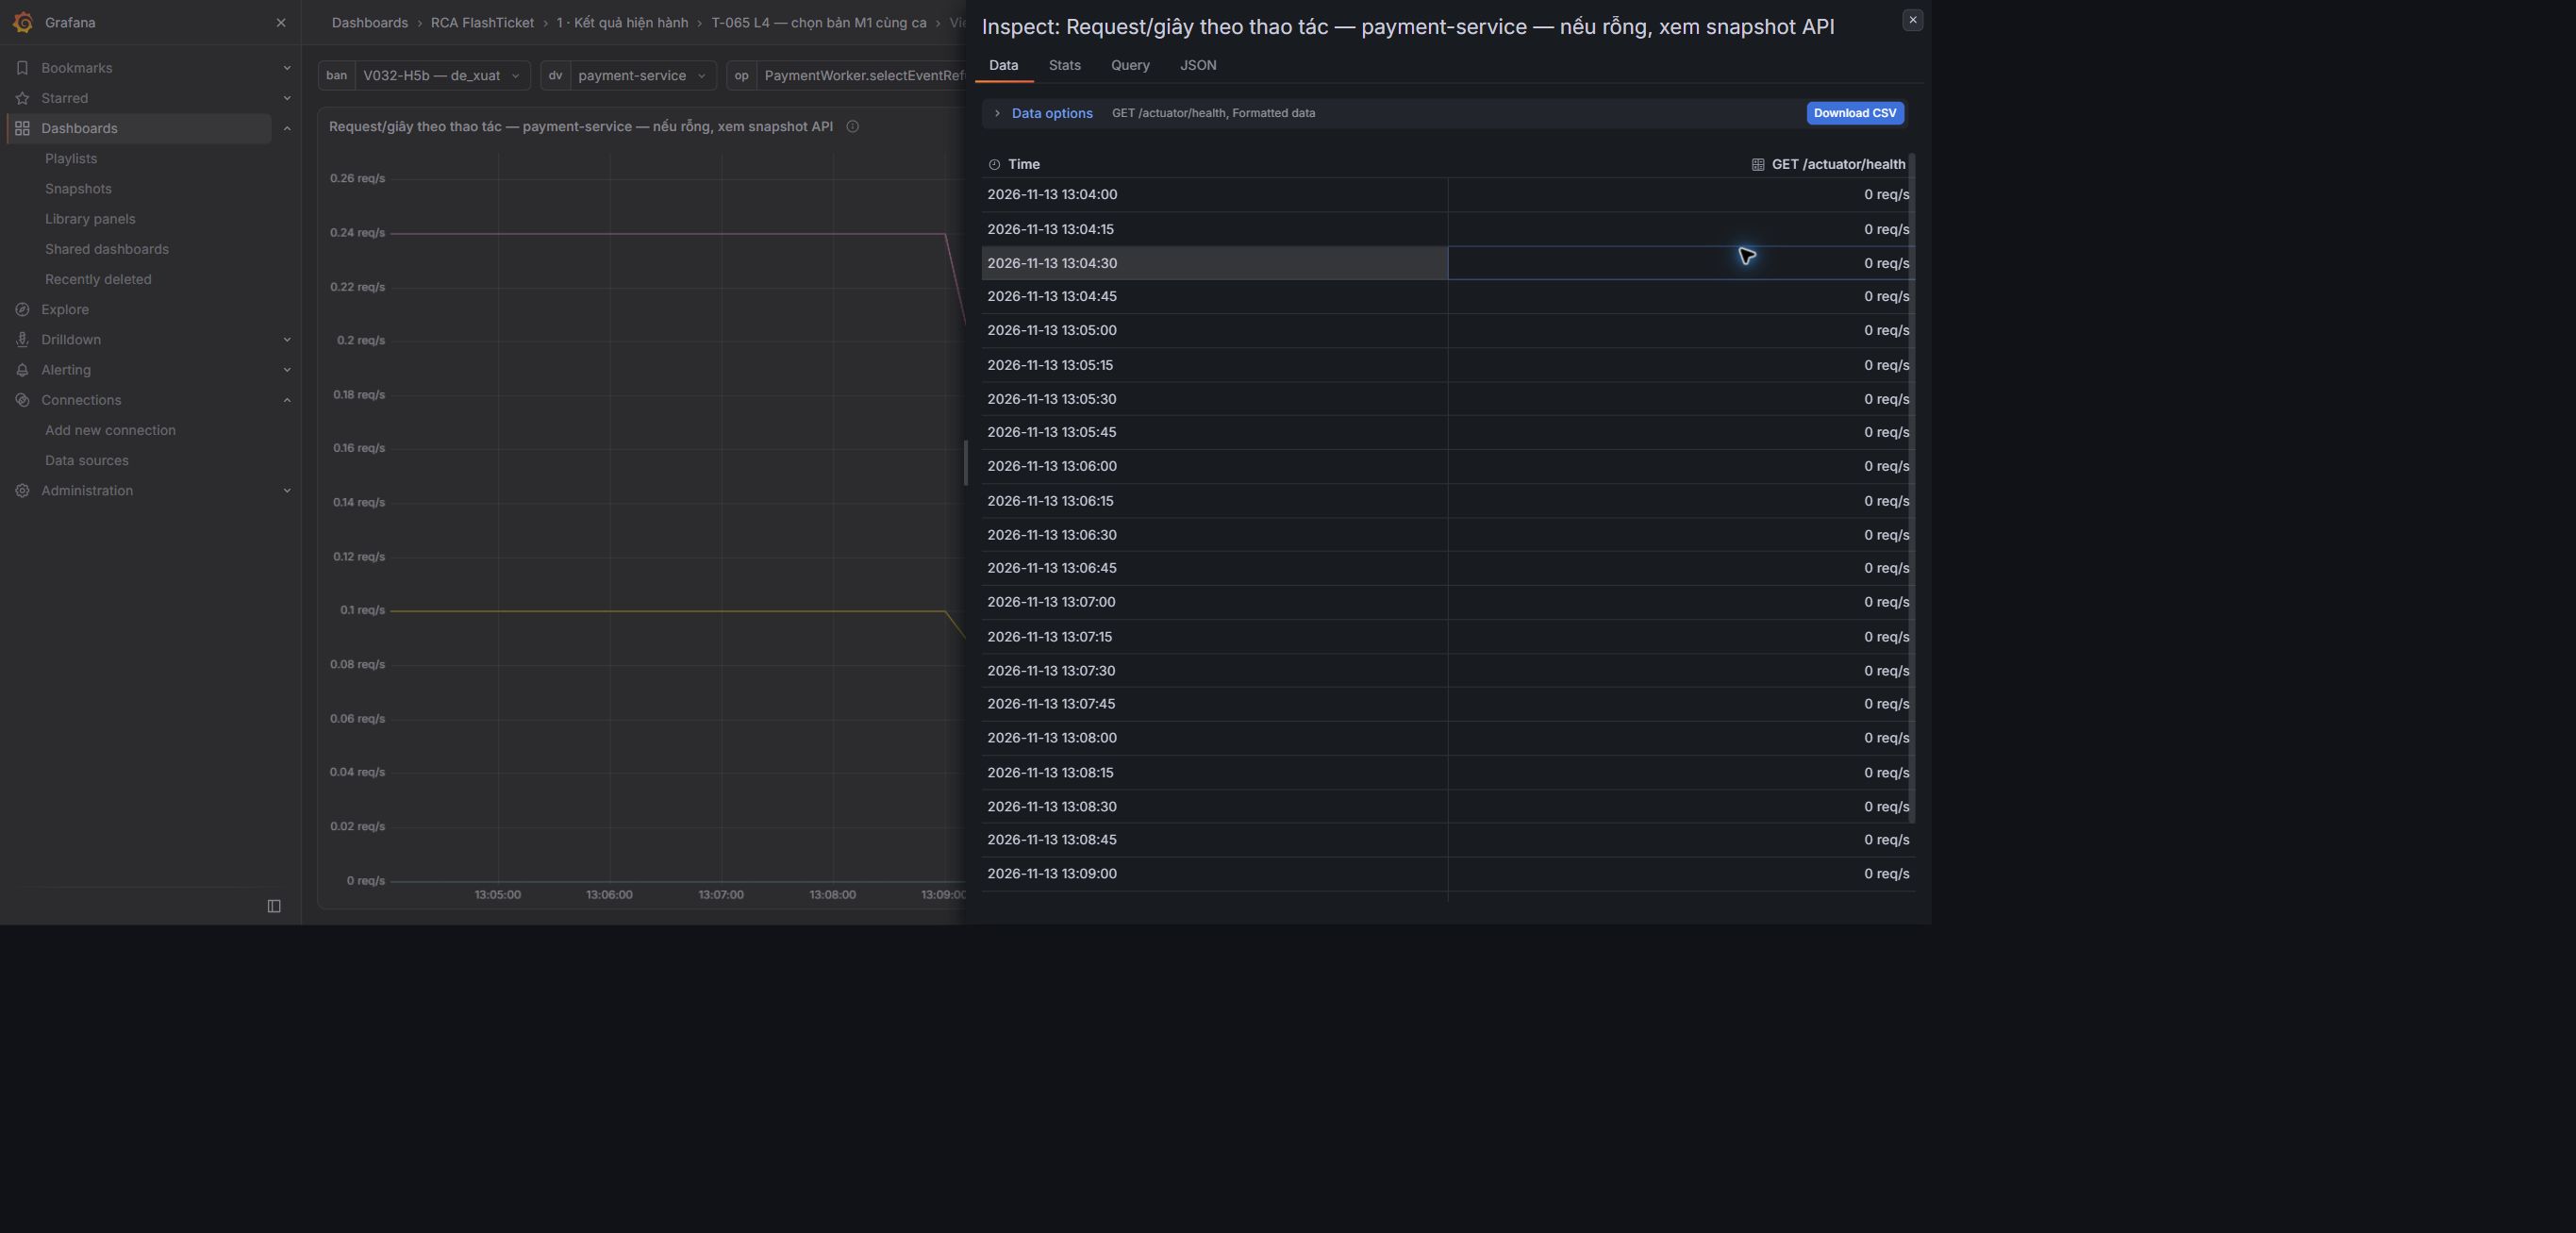 Grafana
Bookmarks
Starred
Dashboards
Playlists
Snapshots
Library panels
Shared dashboards
Recently deleted
Explore
Drilldown
Alerting
Connections
Add new connection
Data sources
Administration
Dashboards › RCA FlashTicket › 1 · Kết quả hiện hành › T-065 L4 — chọn bản M1 cùng ca ›
ban V032-H5b — de_xuat dv payment-service op PaymentWorker.selectEventRef
Request/giây theo thao tác — payment-service — nếu rỗng, xem snapshot API
0.26 req/s
0.24 req/s
0.22 req/s
0.2 req/s
0.18 req/s
0.16 req/s
0.14 req/s
0.12 req/s
0.1 req/s
0.08 req/s
0.06 req/s
0.04 req/s
0.02 req/s
0 req/s
13:05:00 13:06:00 13:07:00 13:08:00 13:09:00
Inspect: Request/giây theo thao tác — payment-service — nếu rỗng, xem snapshot API
Data Stats Query JSON
Data options GET /actuator/health, Formatted data Download CSV
Time GET /actuator/health
2026-11-13 13:04:00 0 req/s
2026-11-13 13:04:15 0 req/s
2026-11-13 13:04:30 0 req/s
2026-11-13 13:04:45 0 req/s
2026-11-13 13:05:00 0 req/s
2026-11-13 13:05:15 0 req/s
2026-11-13 13:05:30 0 req/s
2026-11-13 13:05:45 0 req/s
2026-11-13 13:06:00 0 req/s
2026-11-13 13:06:15 0 req/s
2026-11-13 13:06:30 0 req/s
2026-11-13 13:06:45 0 req/s
2026-11-13 13:07:00 0 req/s
2026-11-13 13:07:15 0 req/s
2026-11-13 13:07:30 0 req/s
2026-11-13 13:07:45 0 req/s
2026-11-13 13:08:00 0 req/s
2026-11-13 13:08:15 0 req/s
2026-11-13 13:08:30 0 req/s
2026-11-13 13:08:45 0 req/s
2026-11-13 13:09:00 0 req/s